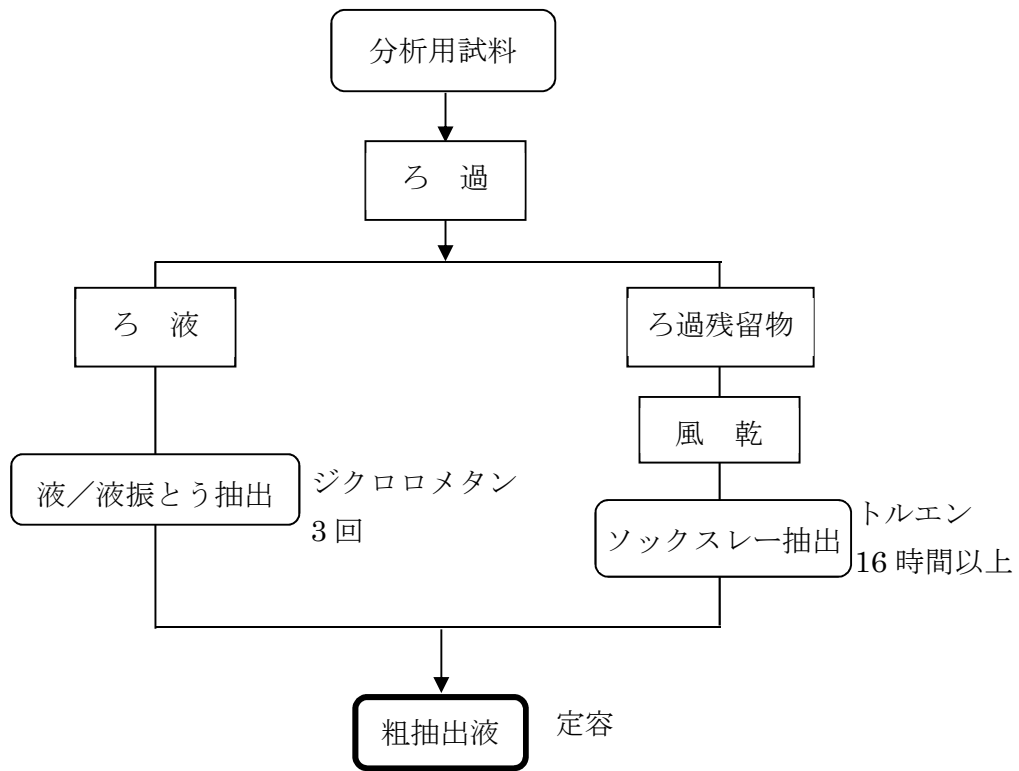 分析用試料
ろ 過
ろ 液
ろ過残留物
風 乾
液／液振とう抽出
ジクロロメタン
3 回
ソックスレー抽出
トルエン
16 時間以上
粗抽出液
定容